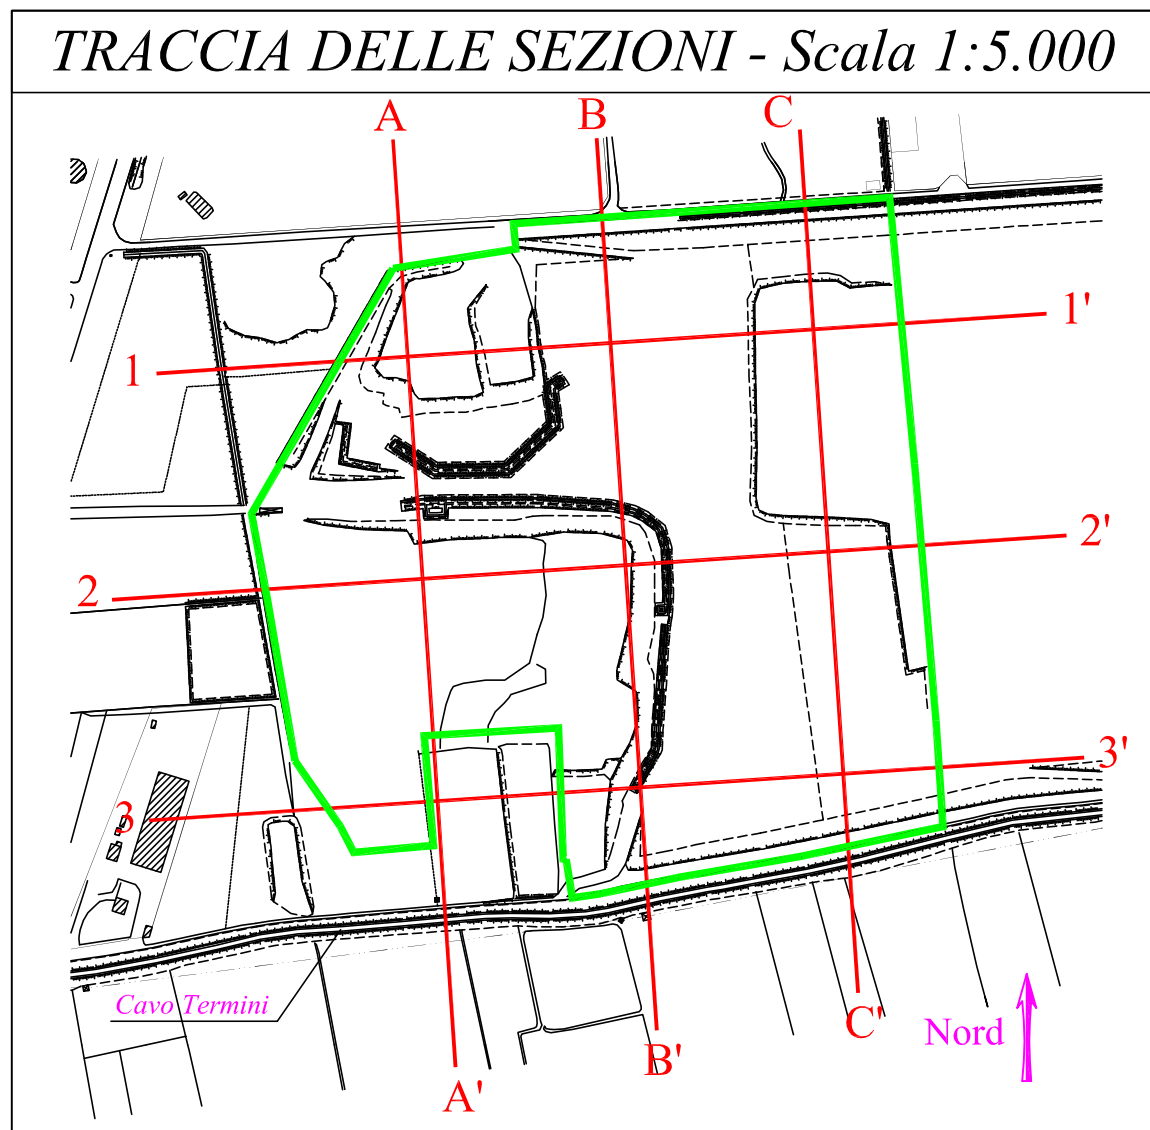 TRACCIA DELLE SEZIONI - Scala 1:5.000
A
B
C
1
1'
2
2'
3
3'
Cavo Termini
Nord
A'
B'
C'